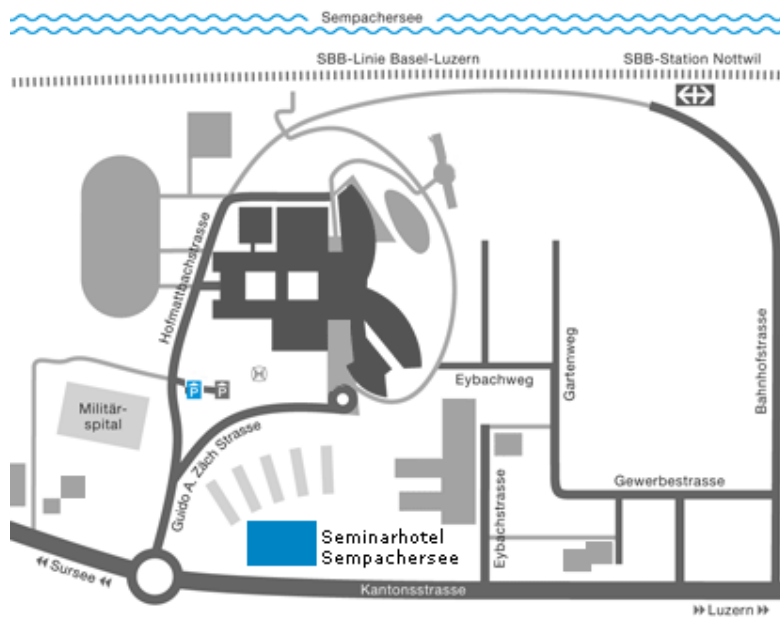 Sempachersee
SBB-Linie Basel-Luzern
SBB-Station Nottwil
Hofmattbachstrasse
H
P
P
Militär-
spital
Guido A. Zäch Strasse
Eybachweg
Gartenweg
Bahnhofstrasse
Gewerbestrasse
Eybachstrasse
Seminarhotel
Sempachersee
Sursee
Kantonsstrasse
Luzern